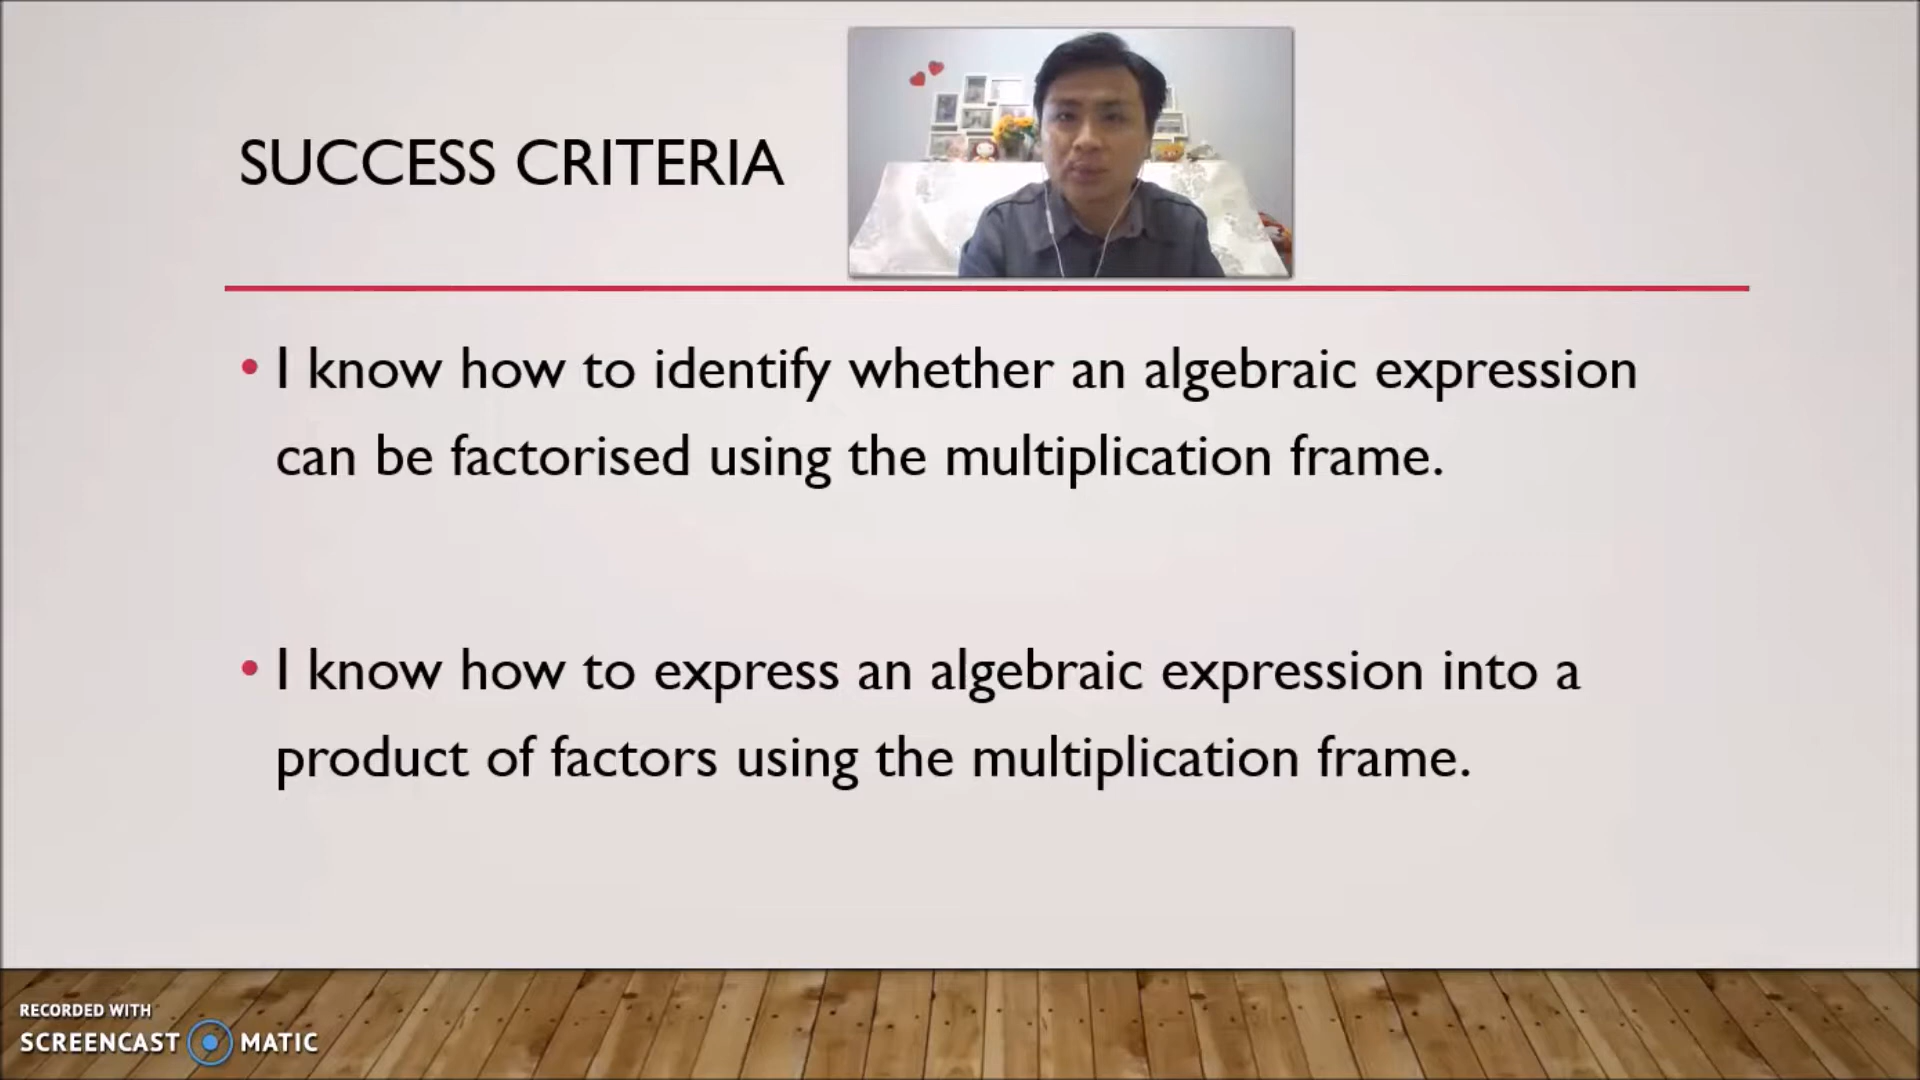 SUCCESS CRITERIA
• I know how to identify whether an algebraic expression
can be factorised using the multiplication frame.
• I know how to express an algebraic expression into a
product of factors using the multiplication frame.
RECORDED WITH
SCREENCAST MATIC